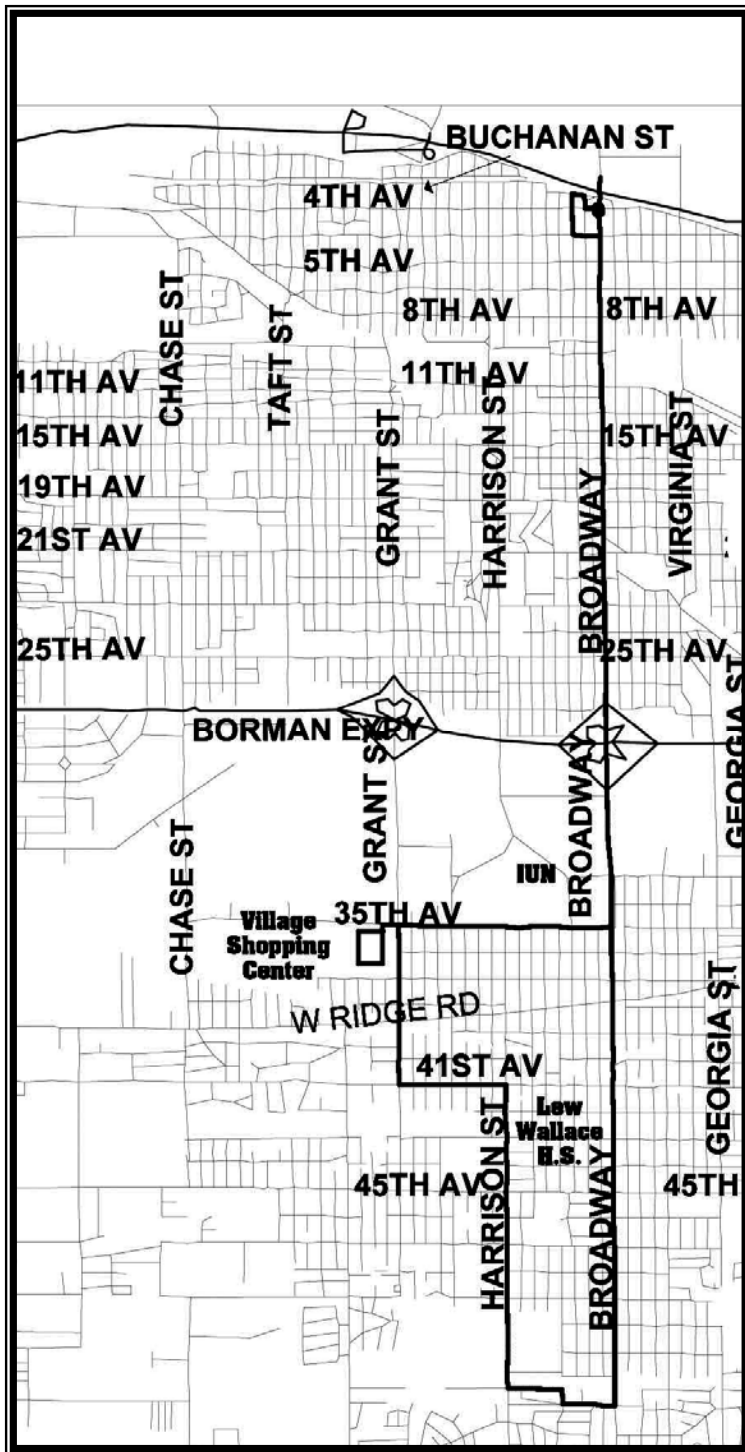 BUCHANAN ST
4TH AV
5TH AV
8TH AV
8TH AV
CHASE ST
TAFT ST
11TH AV
11TH AV
15TH AV
15TH AV
GRANT ST
HARRISON ST
VIRGINIA ST
19TH AV
BROADWAY
21ST AV
25TH AV
25TH AV
GEORGIA ST
BORMAN EXPY
GRANT ST
BROADWAY
CHASE ST
IUN
35TH AV
Village
Shopping
Center
W RIDGE RD
GEORGIA ST
41ST AV
Lew
Wallace
H.S.
HARRISON ST
45TH AV
45TH
BROADWAY